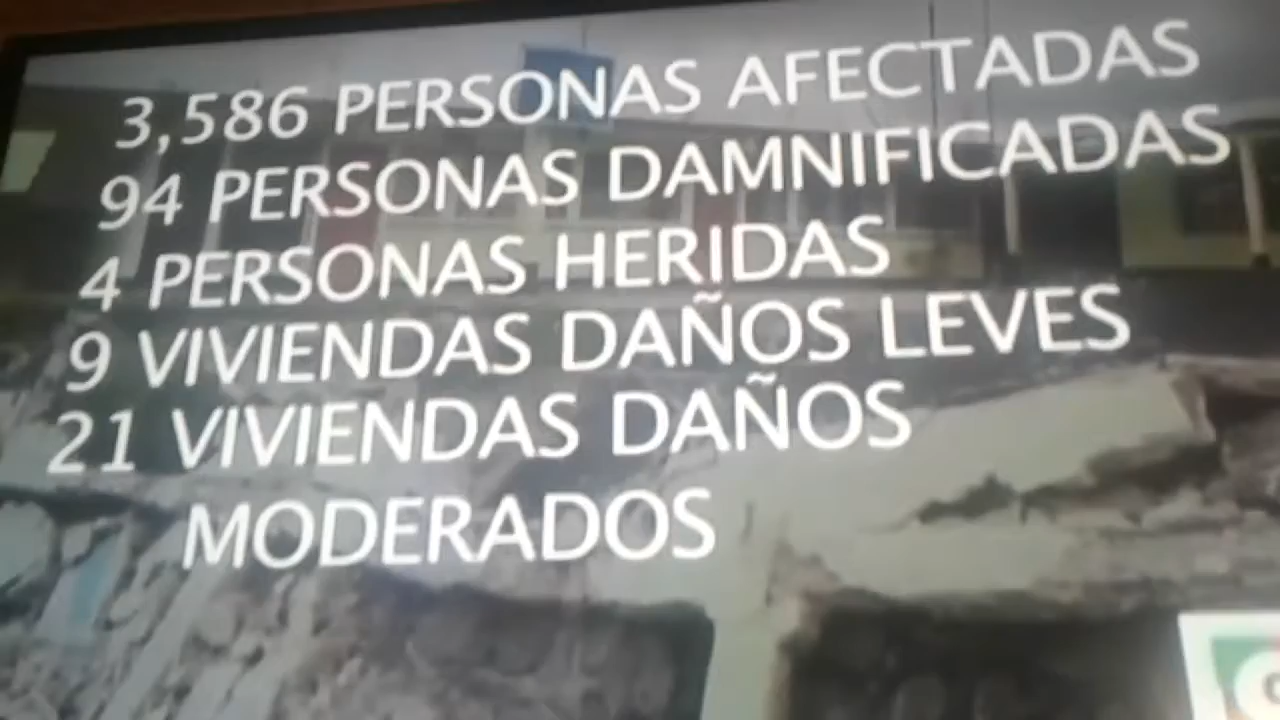 3,586 PERSONAS AFECTADAS
94 PERSONAS DAMNIFICADAS
4 PERSONAS HERIDAS
9 VIVIENDAS DAÑOS LEVES
21 VIVIENDAS DAÑOS
MODERADOS